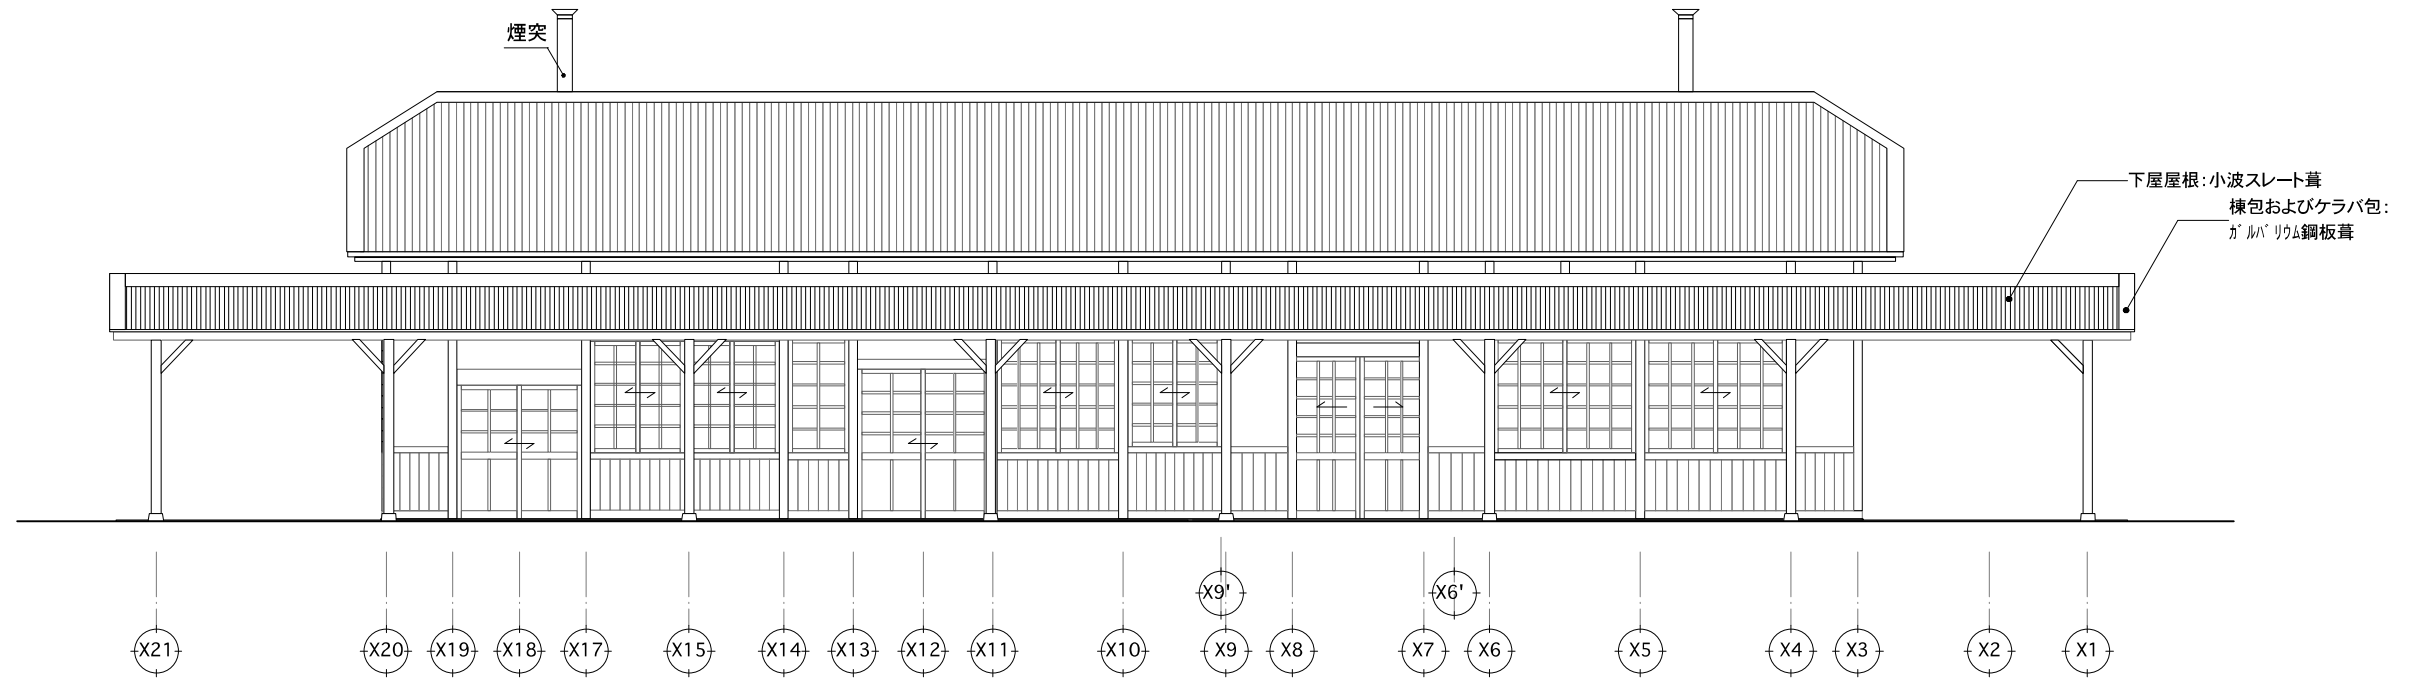 煙突
下屋屋根：小波スレート葺
棟包およびケラバ包：
ｶﾞﾙﾊﾞﾘｳﾑ鋼板葺
X9' X6'
X21 X20 X19 X18 X17 X15 X14 X13 X12 X11 X10 X9 X8 X7 X6 X5 X4 X3 X2 X1